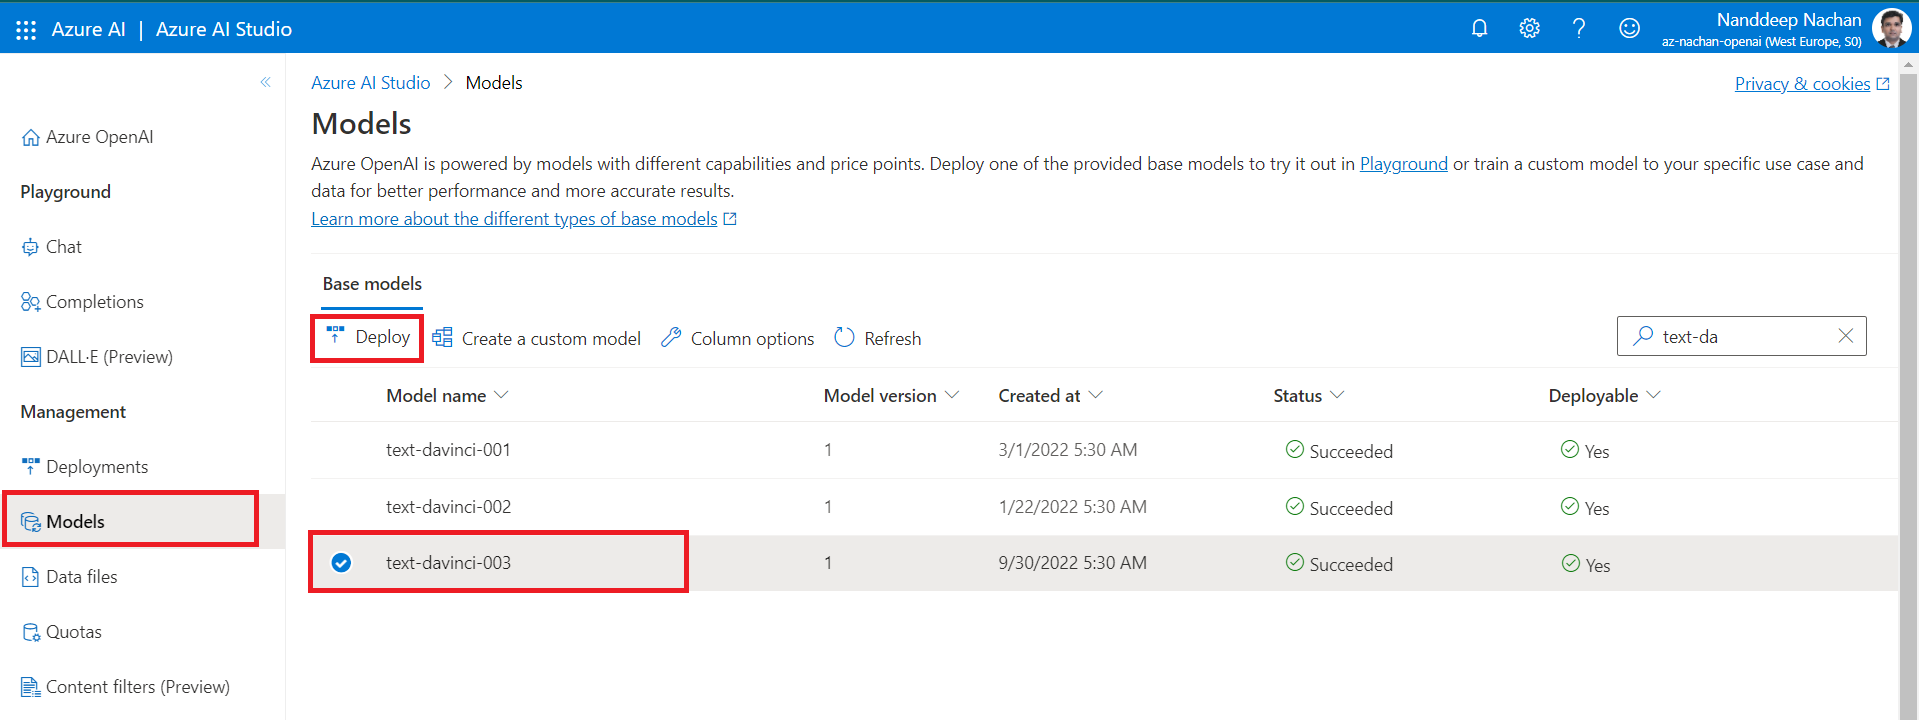 Azure AI | Azure AI Studio
Nanddeep Nachan
az-nachan-openai (West Europe, S0)
Azure AI Studio > Models
Privacy & cookies
Models
Azure OpenAI is powered by models with different capabilities and price points. Deploy one of the provided base models to try it out in Playground or train a custom model to your specific use case and
data for better performance and more accurate results.
Learn more about the different types of base models
Azure OpenAI
Playground
Chat
Completions
DALL·E (Preview)
Management
Deployments
Models
Data files
Quotas
Content filters (Preview)
Base models
Deploy Create a custom model Column options Refresh text-da
Model name Model version Created at Status Deployable
text-davinci-001 1 3/1/2022 5:30 AM Succeeded Yes
text-davinci-002 1 1/22/2022 5:30 AM Succeeded Yes
text-davinci-003 1 9/30/2022 5:30 AM Succeeded Yes